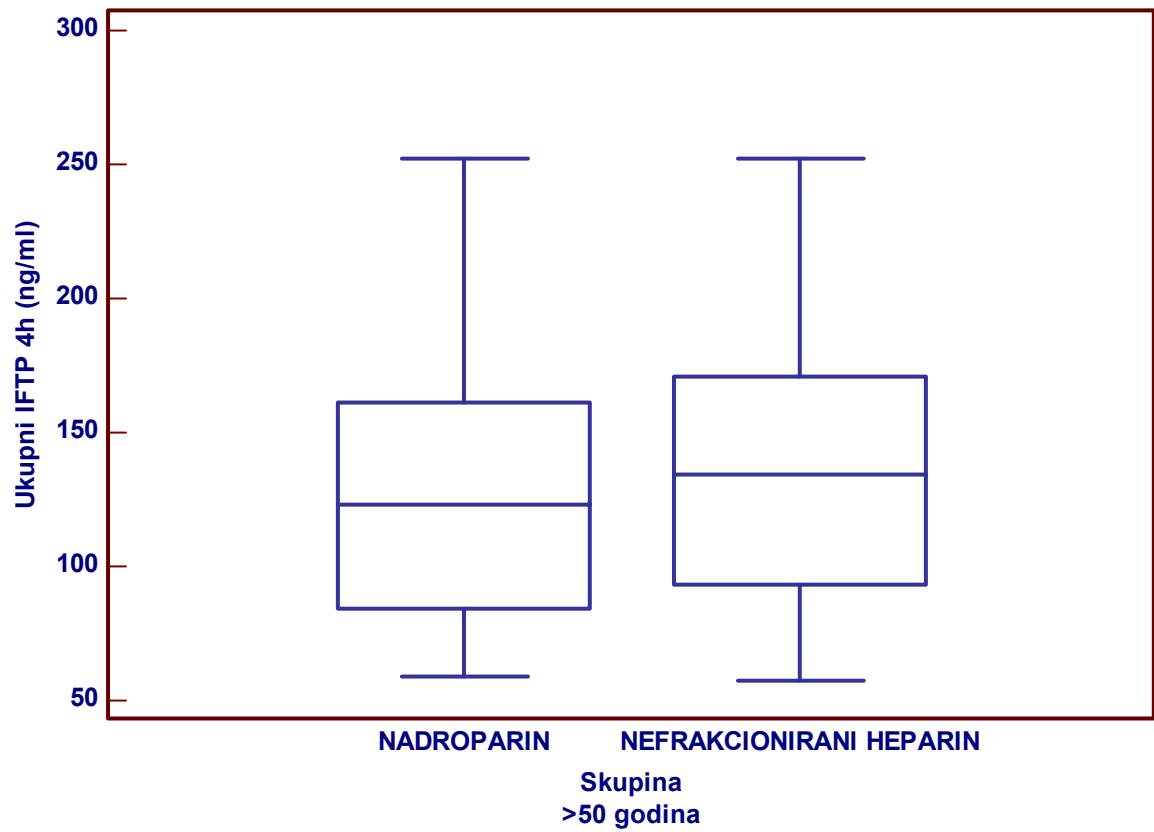 300
250
200
150
100
50
Ukupni IFTP 4h (ng/ml)
NADROPARIN
NEFRAKCIONIRANI HEPARIN
Skupina
>50 godina